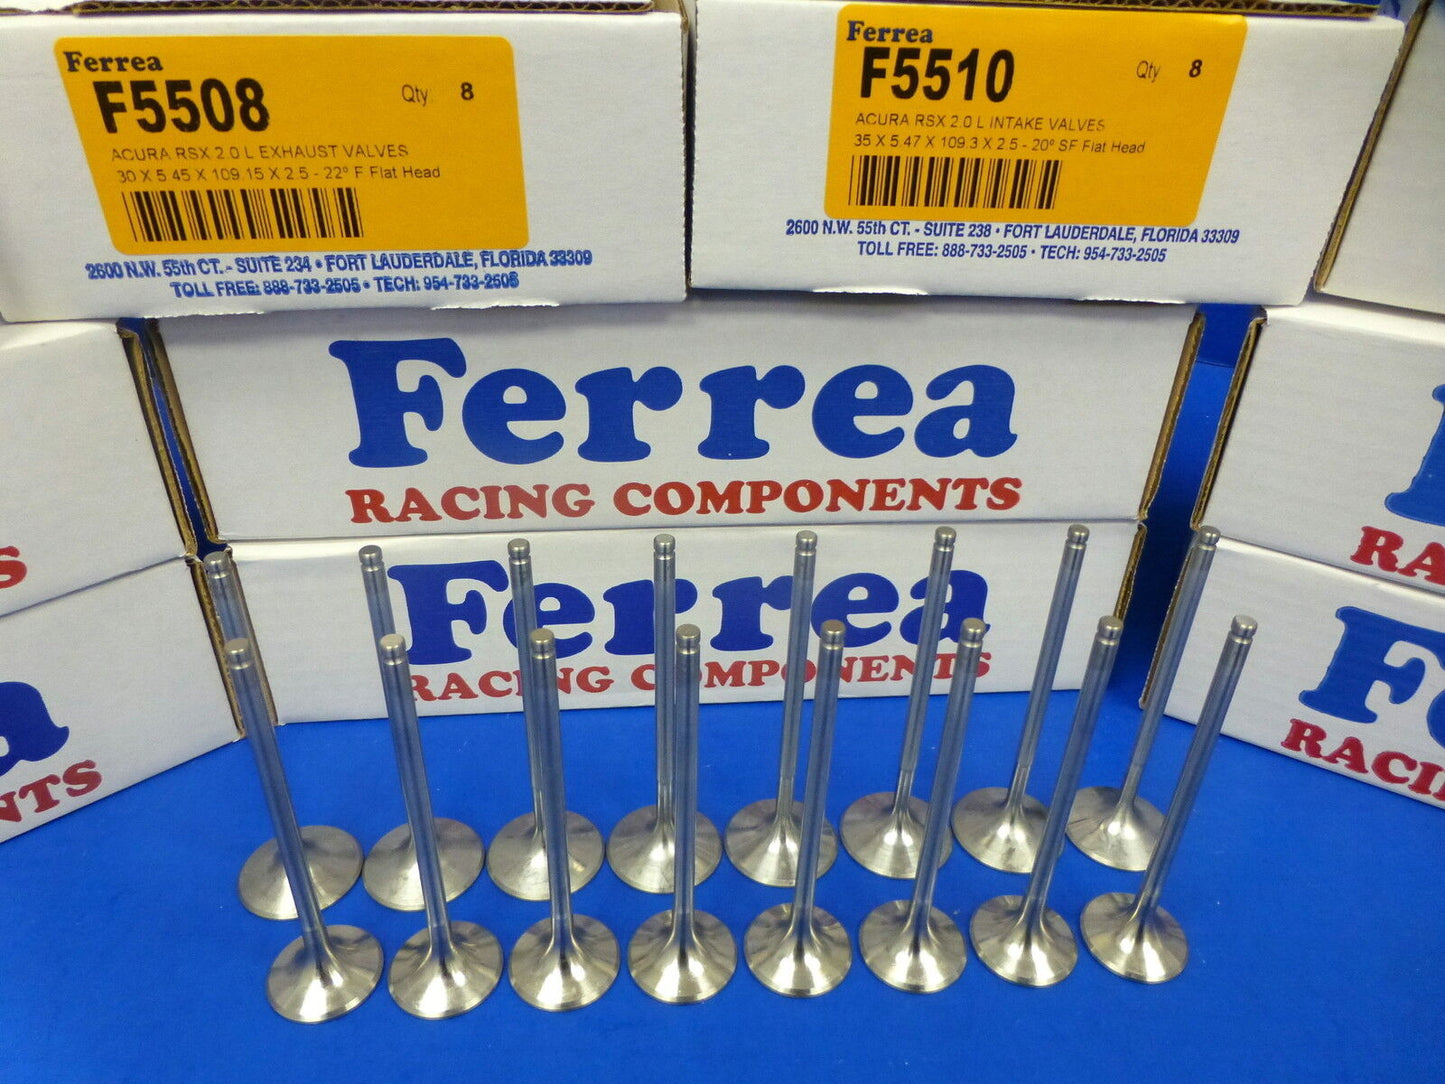 Ferrea
F5508
Qty 8
ACURA RSX 2.0 L EXHAUST VALVES
30 X 5.45 X 109.15 X 2.5 - 22° F Flat Head
2600 N.W. 55th CT. - SUITE 234 • FORT LAUDERDALE, FLORIDA 33309
TOLL FREE: 888-733-2505 • TECH: 954-733-2505
Ferrea
F5510
Qty 8
ACURA RSX 2.0 L INTAKE VALVES
35 X 5.47 X 109.3 X 2.5 - 20° SF Flat Head
2600 N.W. 55th CT. - SUITE 238 • FORT LAUDERDALE, FLORIDA 33309
TOLL FREE: 888-733-2505 • TECH: 954-733-2505
Ferrea
RACING COMPONENTS
Ferrea
RACING COMPONENTS
S
a
NTS
F
RA
Fe
RACI